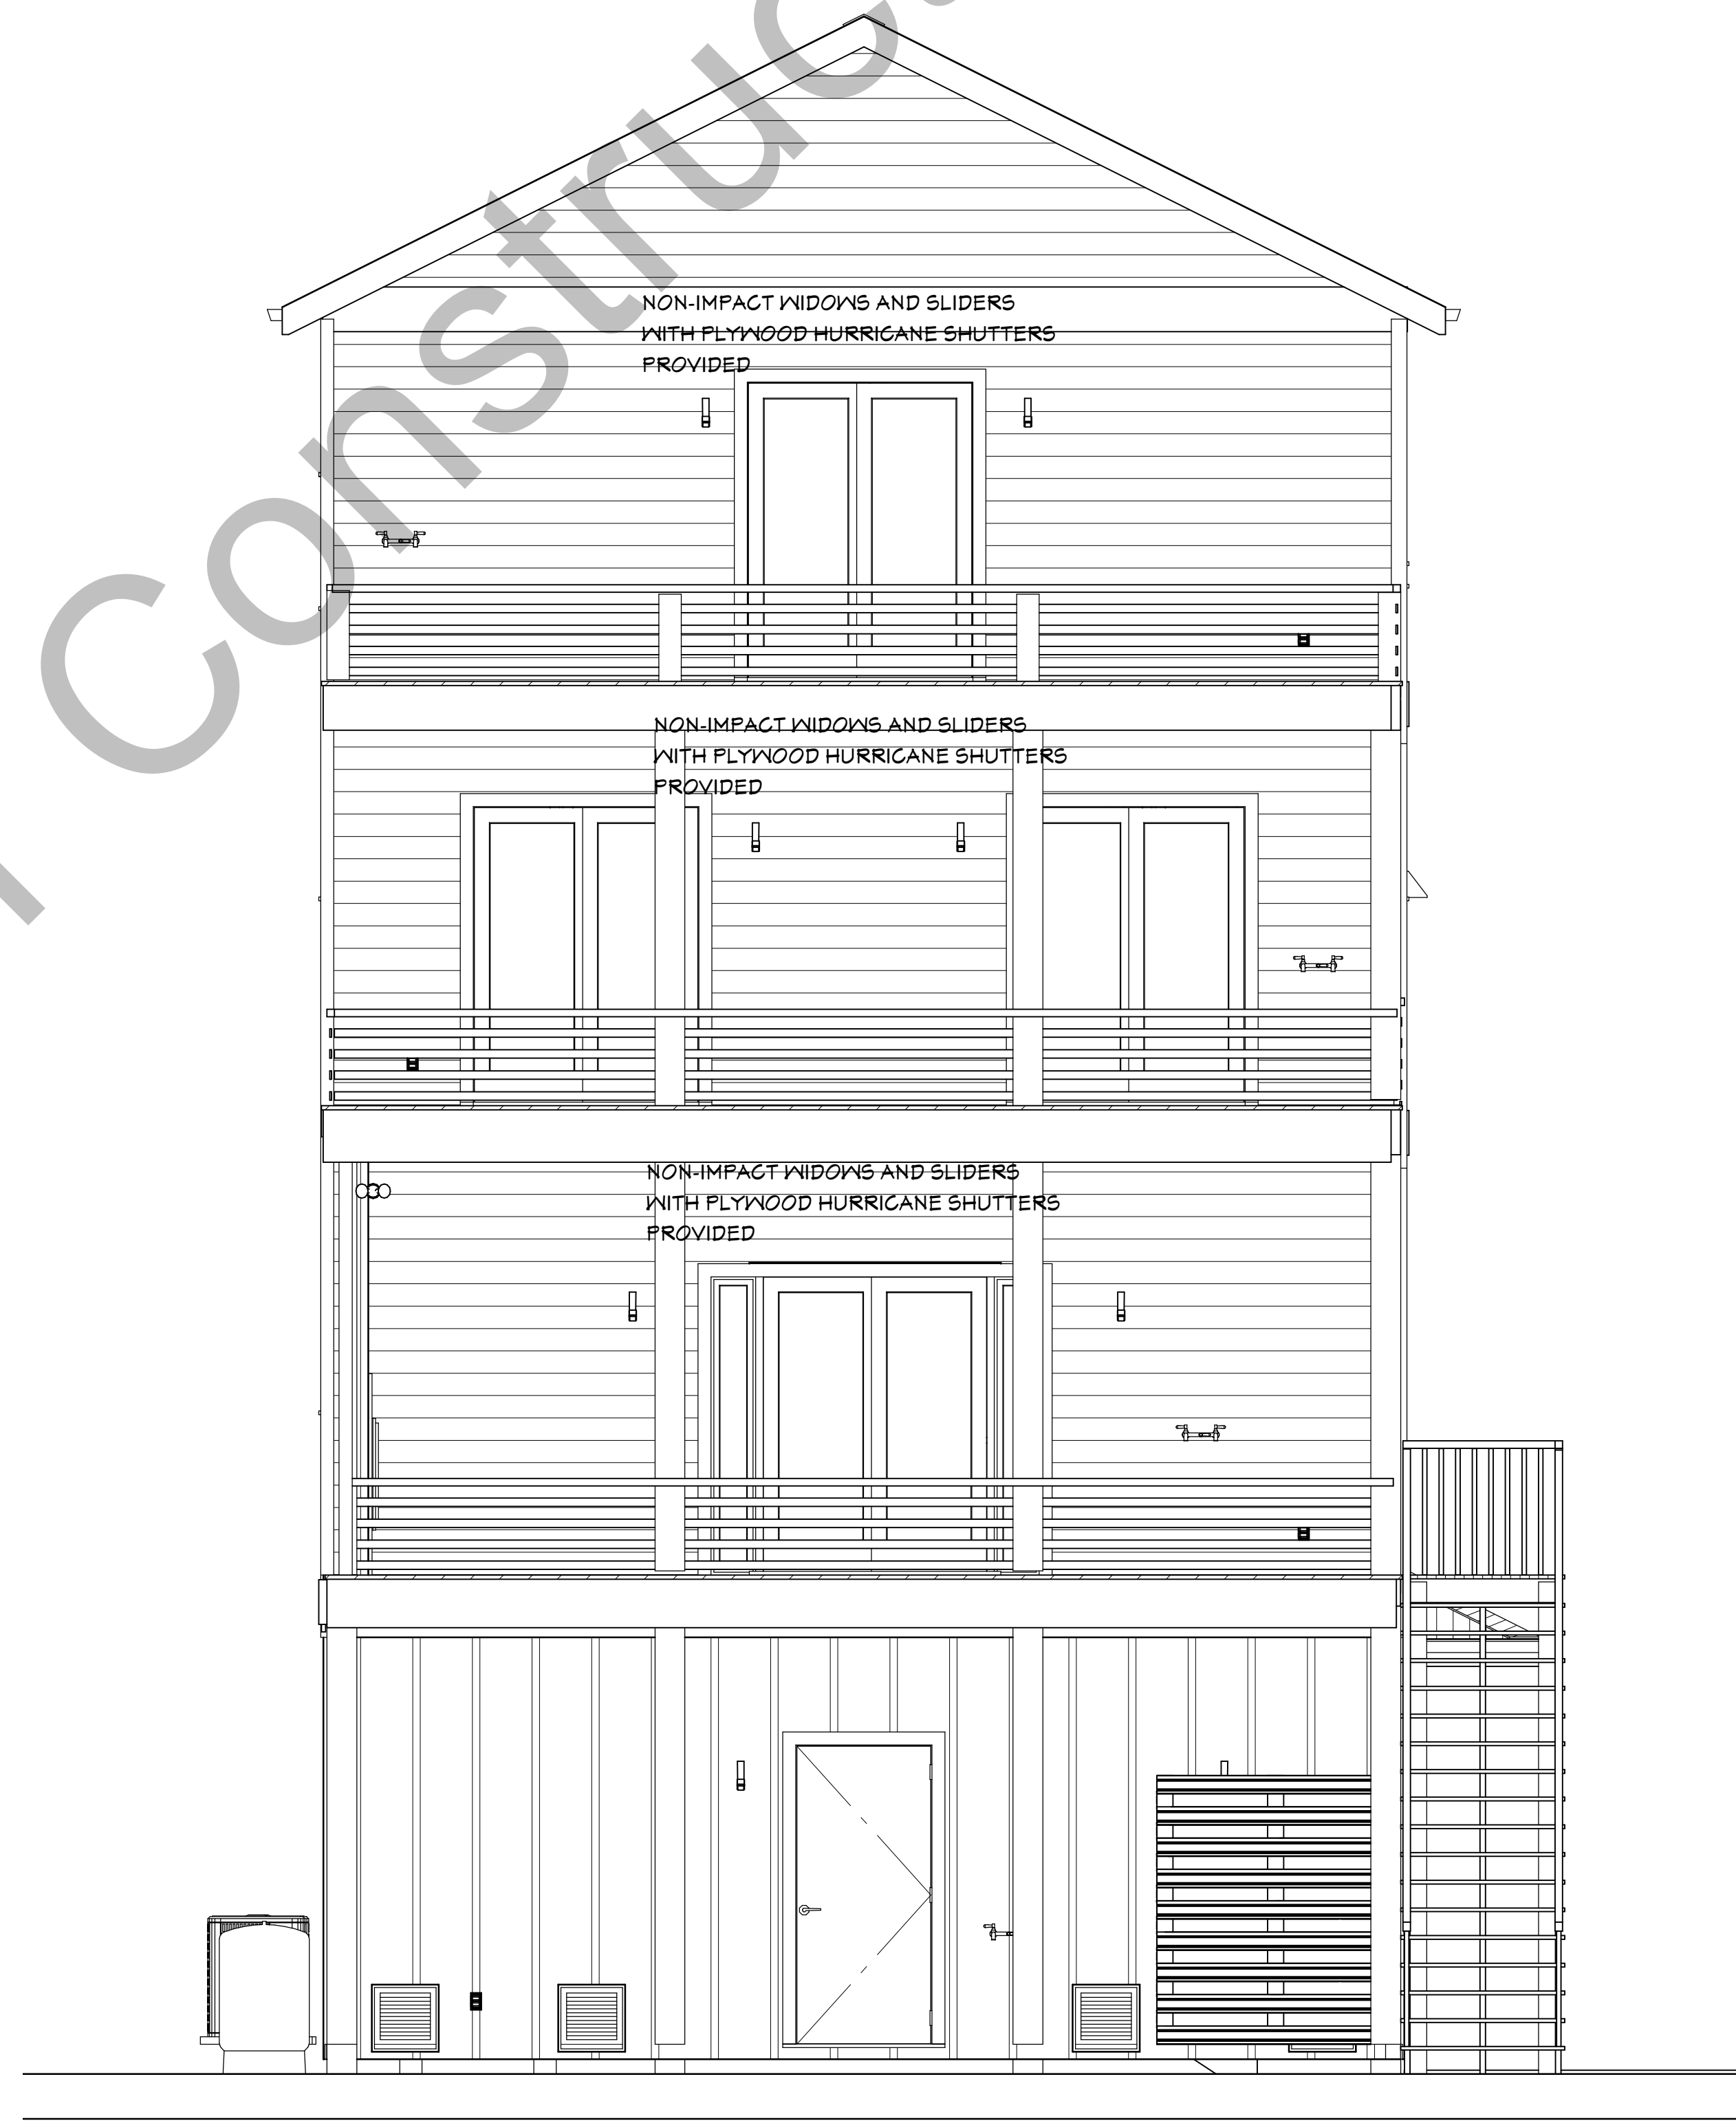 Construc
NON-IMPACT WIDOWS AND SLIDERS
WITH PLYWOOD HURRICANE SHUTTERS
PROVIDED
NON-IMPACT WIDOWS AND SLIDERS
WITH PLYWOOD HURRICANE SHUTTERS
PROVIDED
NON-IMPACT WIDOWS AND SLIDERS
WITH PLYWOOD HURRICANE SHUTTERS
PROVIDED